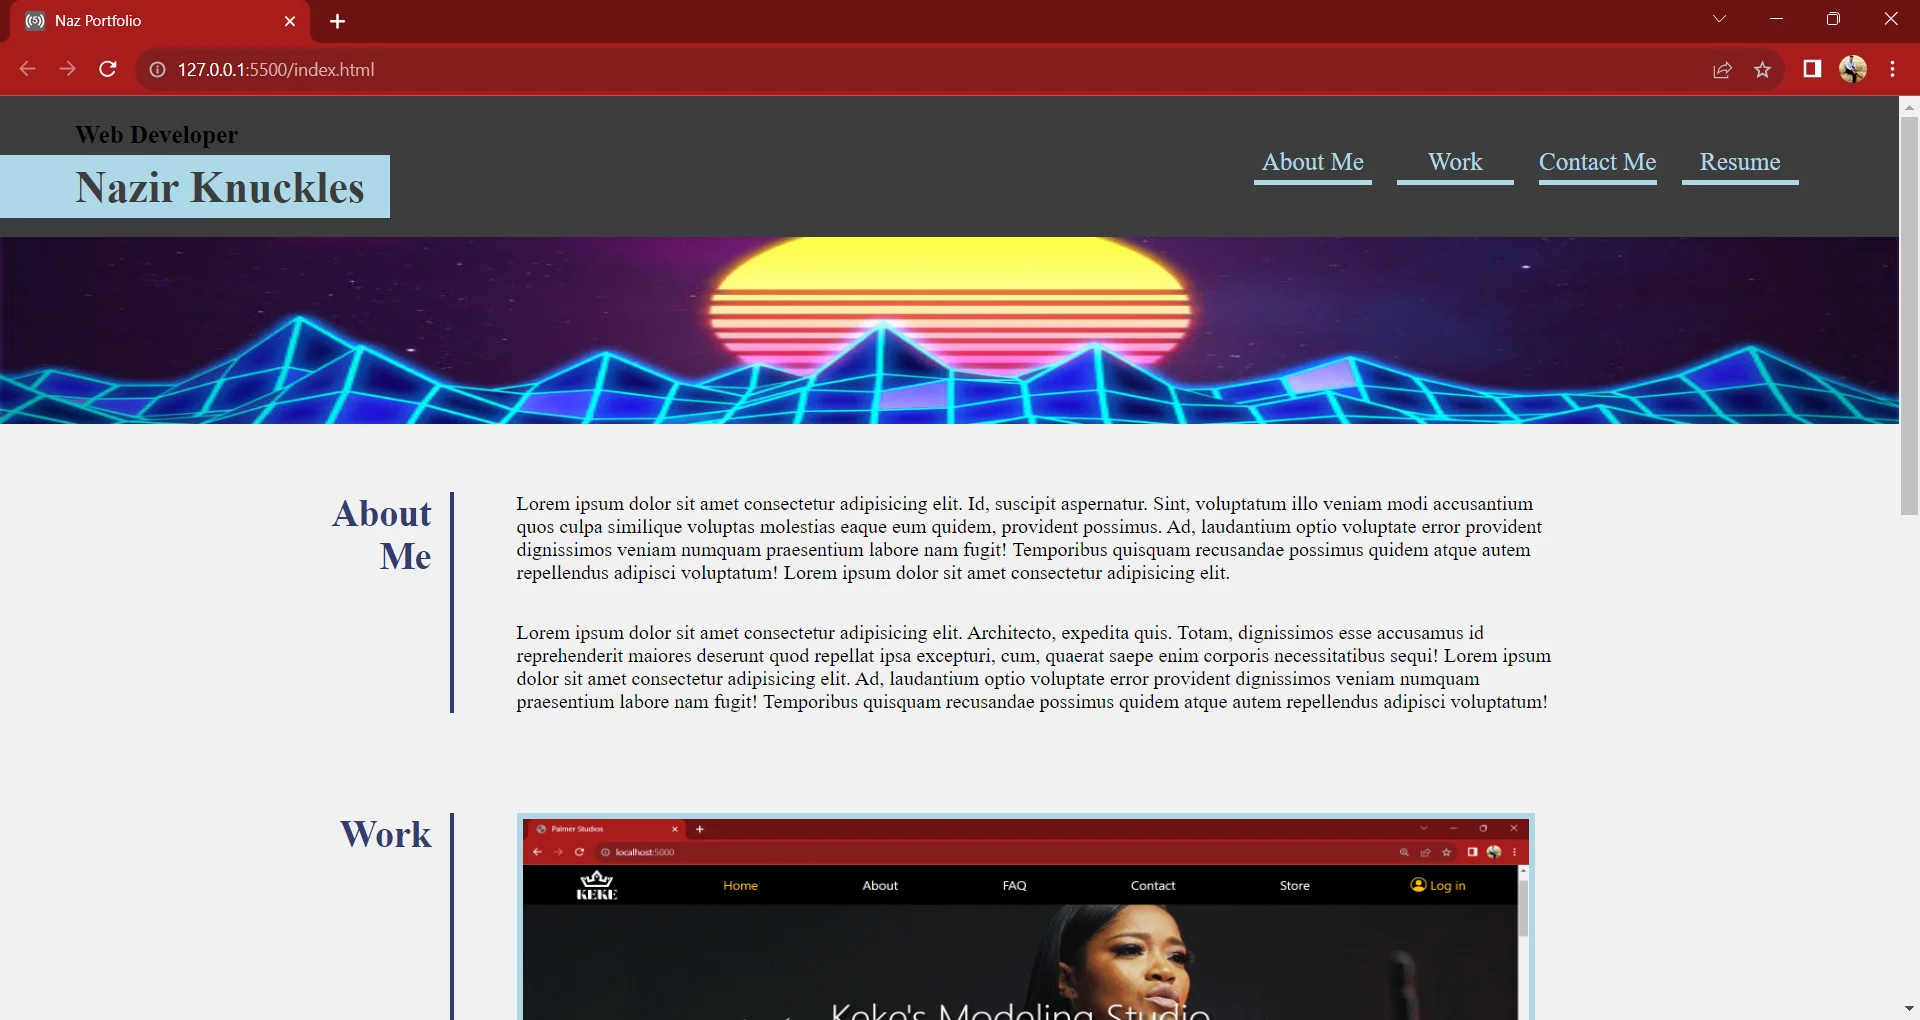 Naz Portfolio
127.0.0.1:5500/index.html
Web Developer
Nazir Knuckles
About Me Work Contact Me Resume
About Me
Lorem ipsum dolor sit amet consectetur adipisicing elit. Id, suscipit aspernatur. Sint, voluptatum illo veniam modi accusantium
quos culpa similique voluptas molestias eaque eum quidem, provident possimus. Ad, laudantium optio voluptate error provident
dignissimos veniam numquam praesentium labore nam fugit! Temporibus quisquam recusandae possimus quidem atque autem
repellendus adipisci voluptatum! Lorem ipsum dolor sit amet consectetur adipisicing elit.
Lorem ipsum dolor sit amet consectetur adipisicing elit. Architecto, expedita quis. Totam, dignissimos esse accusamus id
reprehenderit maiores deserunt quod repellat ipsa excepturi, cum, quaerat saepe enim corporis necessitatibus sequi! Lorem ipsum
dolor sit amet consectetur adipisicing elit. Ad, laudantium optio voluptate error provident dignissimos veniam numquam
praesentium labore nam fugit! Temporibus quisquam recusandae possimus quidem atque autem repellendus adipisci voluptatum!
Work
Palmer Studios
localhost:5000
KEKE Home About FAQ Contact Store Log in
Keke's Modeling Studio